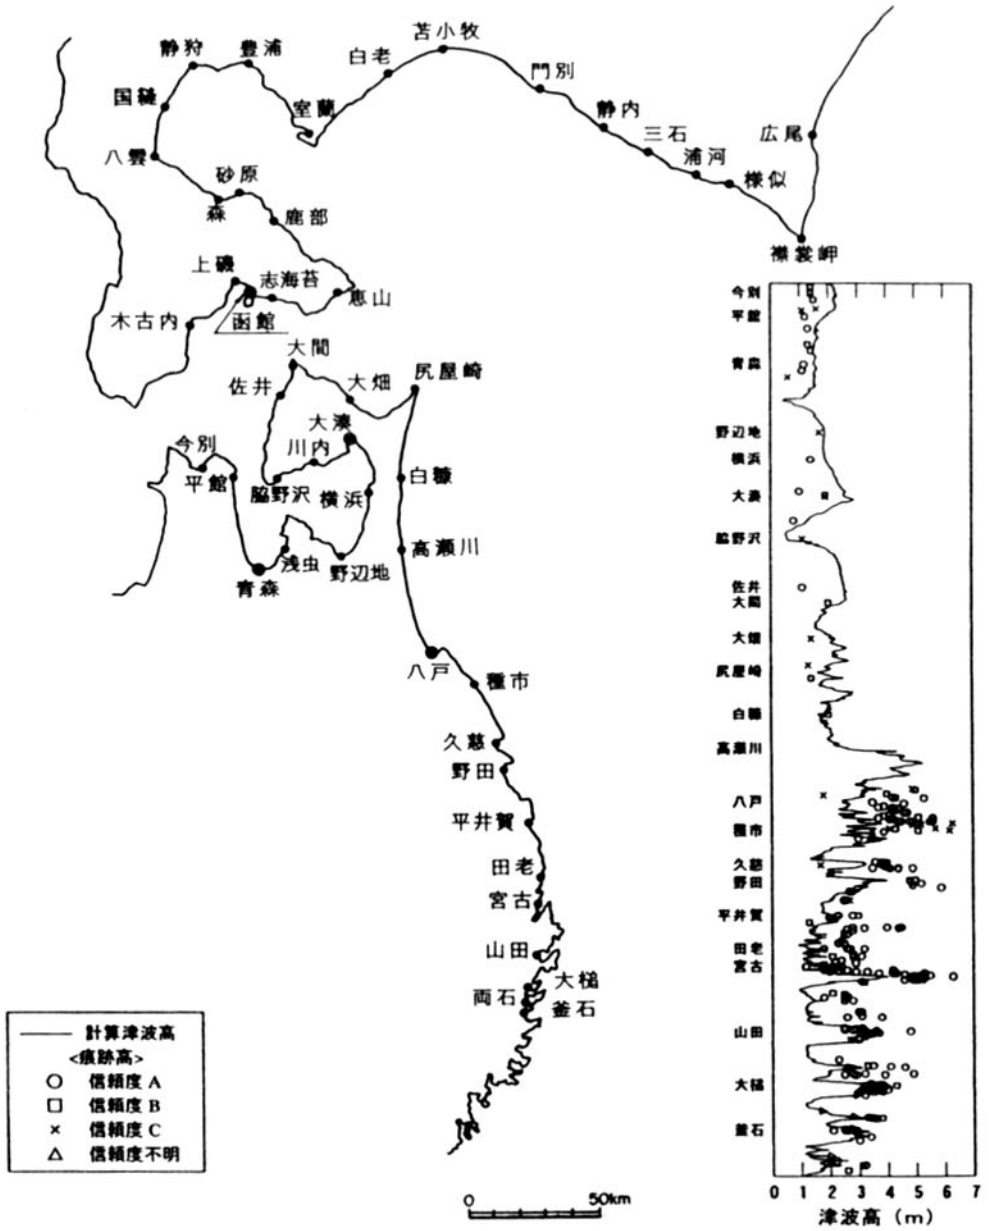 苫小牧
静狩
豊浦
白老
門別
国縫
室蘭
静内
三石
広尾
八雲
浦河
様似
砂原
森
鹿部
襟裳岬
上磯
志海苔
恵山
函館
木古内
大間
佐井
大畑
尻屋崎
大湊
今別
川内
平館
脇野沢
横浜
白糠
浅虫
野辺地
高瀬川
青森
八戸
種市
久慈
野田
平井賀
田老
宮古
山田
大槌
両石
釜石
計算津波高
<痕跡高>
信頼度 A
信頼度 B
信頼度 C
信頼度不明
0 50km
今別
平館
青森
野辺地
横浜
大湊
脇野沢
佐井
大間
大畑
尻屋崎
白糠
高瀬川
八戸
種市
久慈
野田
平井賀
田老
宮古
山田
大槌
釜石
0 1 2 3 4 5 6 7
津波高 (m)